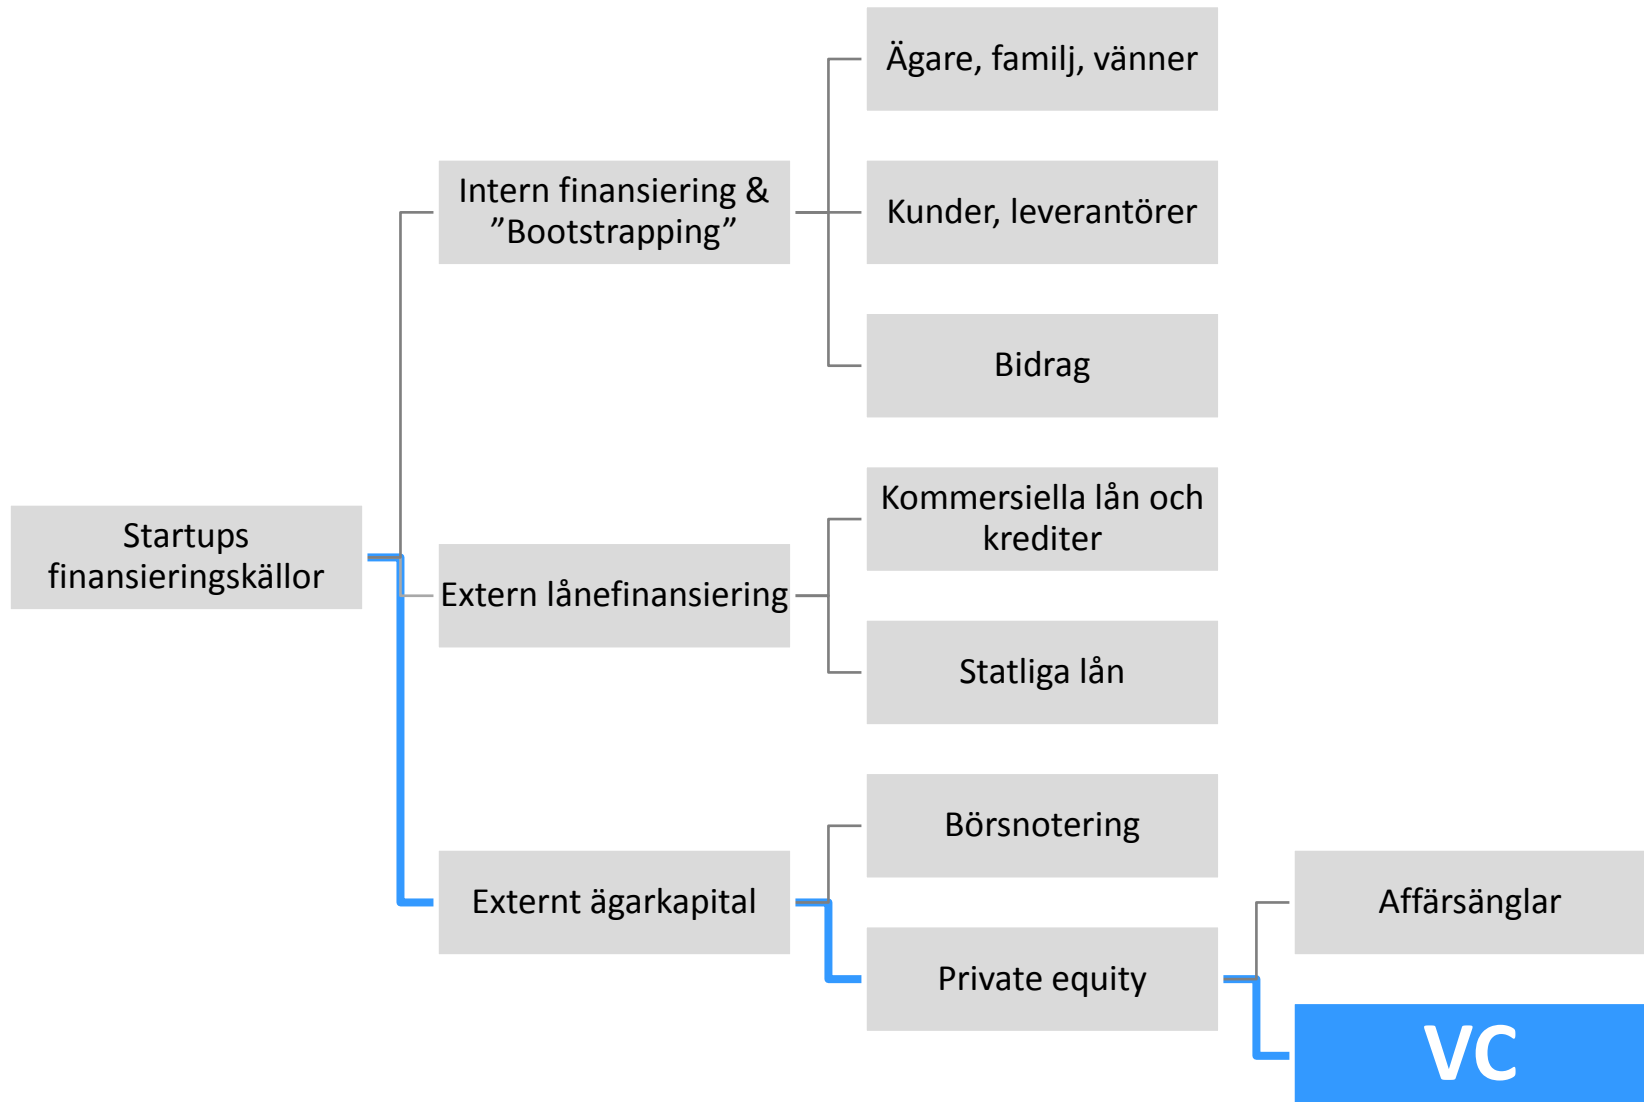 Startups
finansieringskällor
Intern finansiering &
”Bootstrapping”
Ägare, familj, vänner
Kunder, leverantörer
Bidrag
Extern lånefinansiering
Kommersiella lån och
krediter
Statliga lån
Externt ägarkapital
Börsnotering
Private equity
Affärsänglar
VC